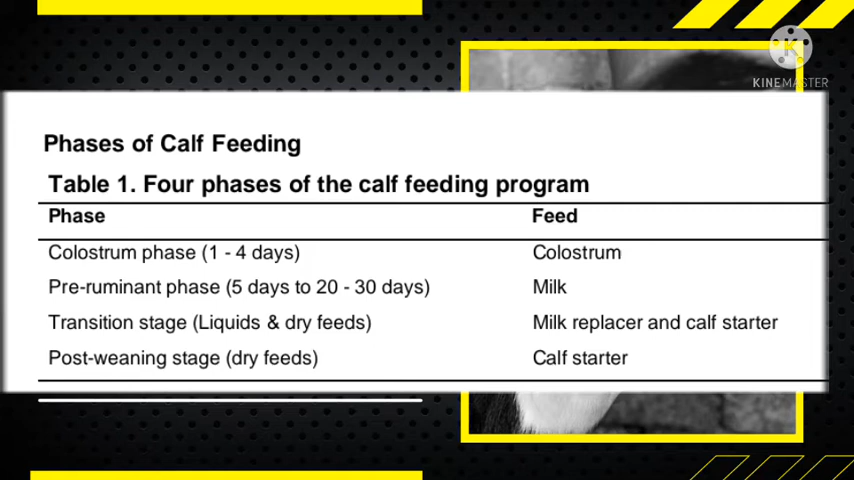 KINEMASTER
Phases of Calf Feeding
Table 1. Four phases of the calf feeding program
Phase Feed
Colostrum phase (1 - 4 days) Colostrum
Pre-ruminant phase (5 days to 20 - 30 days) Milk
Transition stage (Liquids & dry feeds) Milk replacer and calf starter
Post-weaning stage (dry feeds) Calf starter